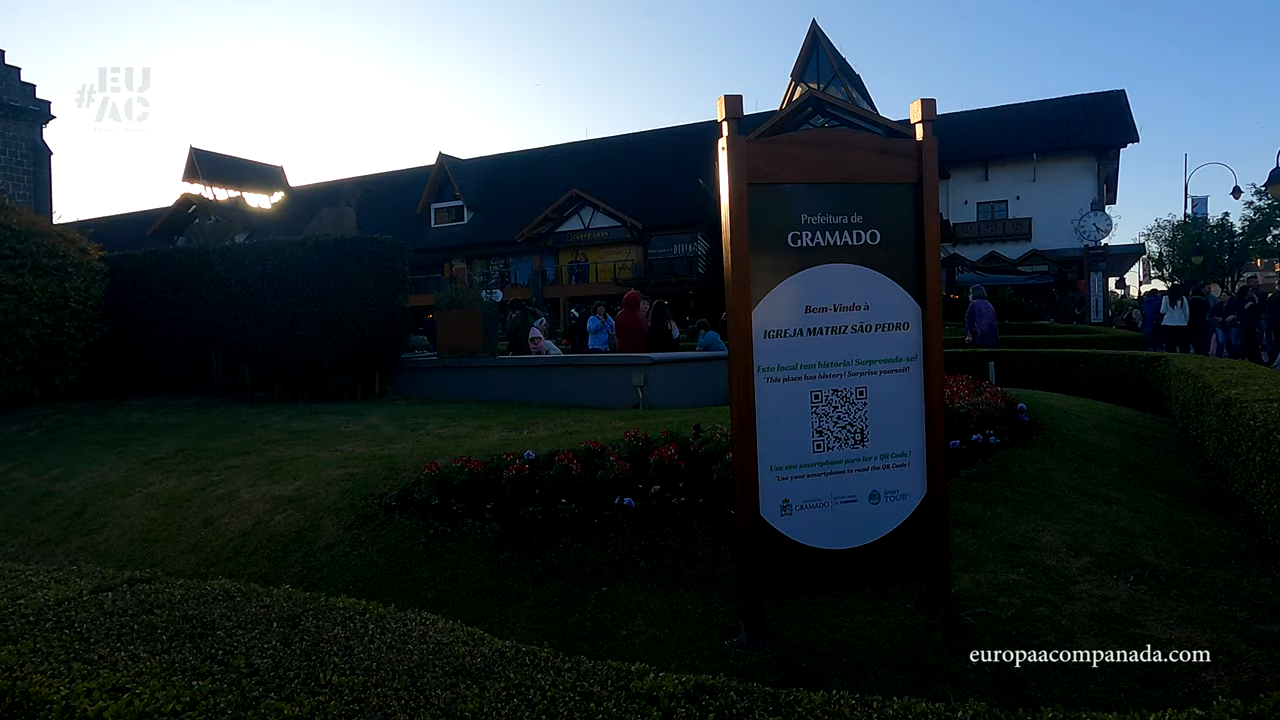 #EU
AC
Prefeitura de
GRAMADO
Bem-Vindo à
IGREJA MATRIZ SÃO PEDRO
Este local tem história! Surpreenda-se!
"This place has history! Surprise yourself!
Use seu smartphone para ler o QR Code !
"Use your smartphone to read the QR Code !
GRAMADO
TOUR
europaacompanada.com